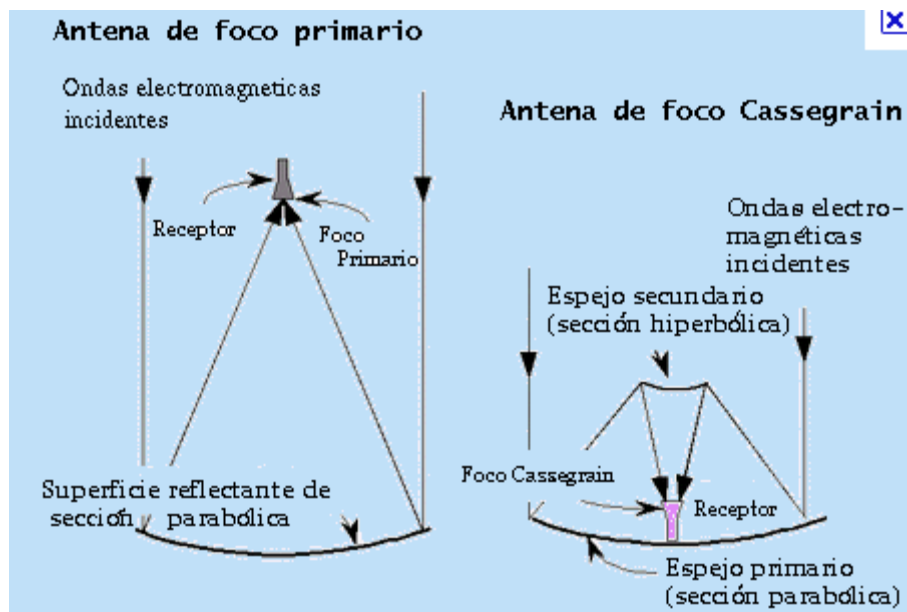 Antena de foco primario
Ondas electromagneticas
incidentes
Receptor
Foco
Primario
Superficie reflectante de
sección parabólica
Antena de foco Cassegrain
Ondas electro-
magnéticas
incidentes
Espejo secundario
(sección hiperbólica)
Foco Cassegrain
Receptor
Espejo primario
(sección parabólica)